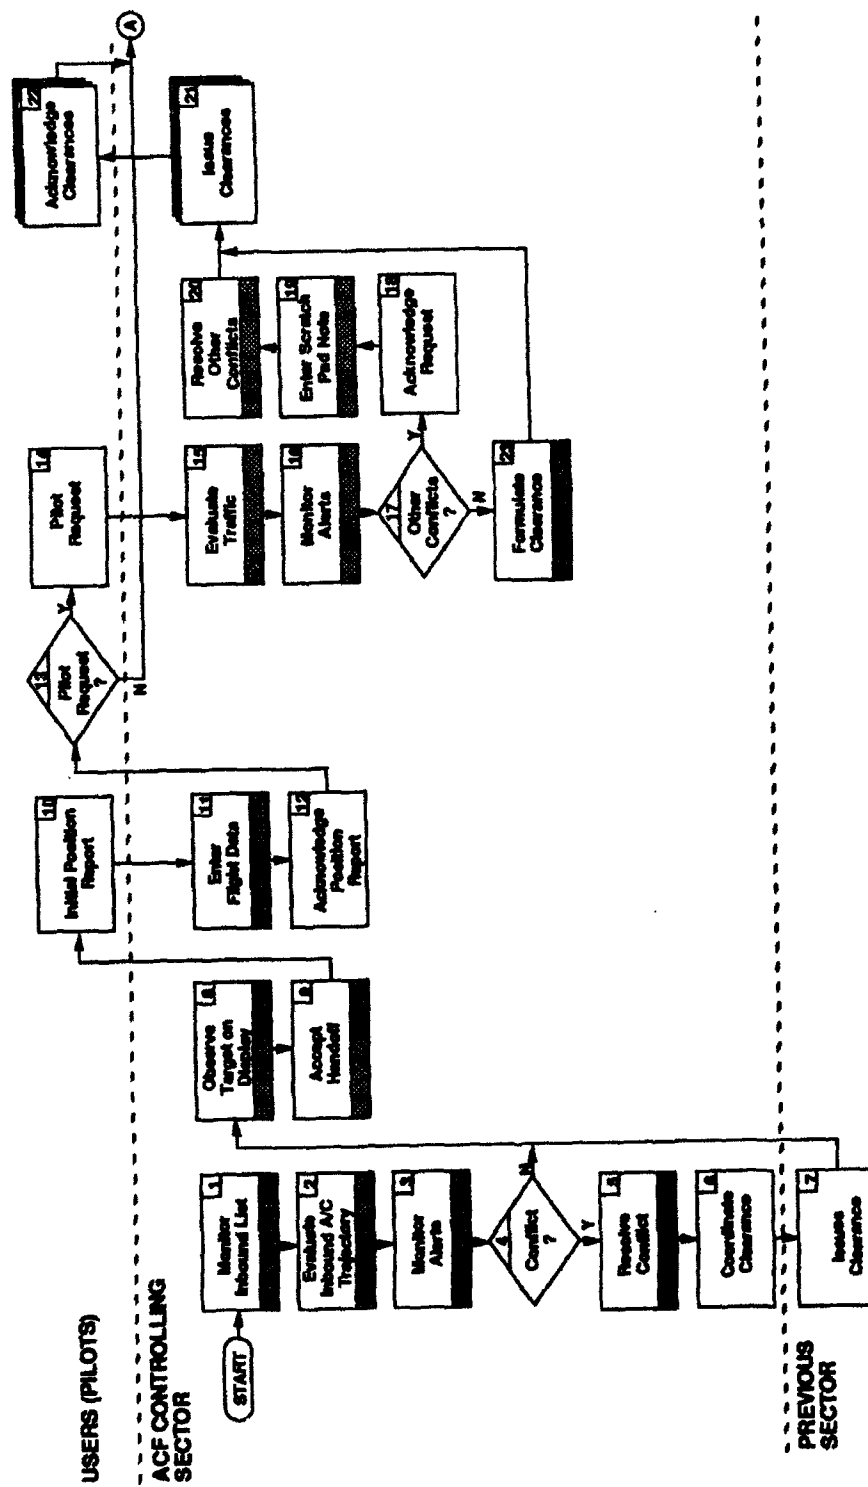 USERS (PILOTS)
ACF CONTROLLING
SECTOR
START
1
Monitor
Inbound List
2
Evaluate
Inbound A/C
Trajectory
3
Monitor
Alerts
4
Conflict
?
N
Y
5
Resolve
Conflict
6
Coordinate
Clearance
PREVIOUS
SECTOR
7
Issues
Clearance
8
Observe
Target on
Display
9
Accept
Handoff
10
Initial Position
Report
11
Enter
Flight Data
12
Acknowledge
Position
Report
13
Pilot
Request
?
Y
N
14
Pilot
Request
15
Evaluate
Traffic
16
Monitor
Alerts
17
Other
Conflicts
?
Y
N
18
Acknowledge
Request
19
Enter Scratch
Pad Note
20
Resolve
Other
Conflicts
23
Formulate
Clearance
21
Issue
Clearances
22
Acknowledge
Clearances
A